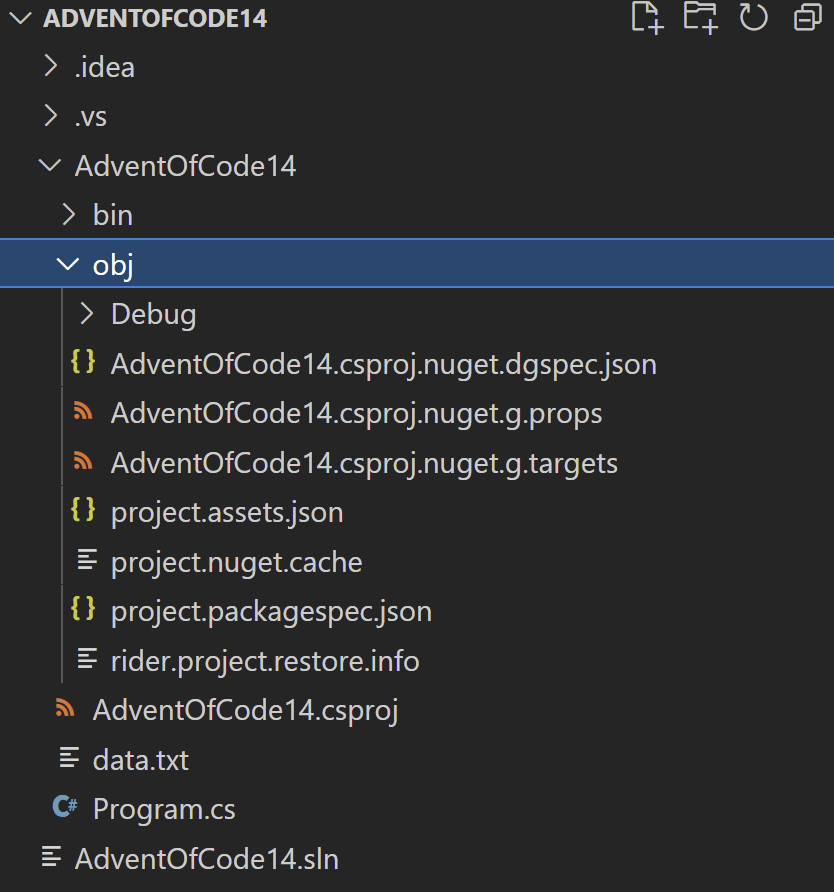 ADVENTOFCODE14
.idea
.vs
AdventOfCode14
bin
obj
Debug
AdventOfCode14.csproj.nuget.dgspec.json
AdventOfCode14.csproj.nuget.g.props
AdventOfCode14.csproj.nuget.g.targets
project.assets.json
project.nuget.cache
project.packagespec.json
rider.project.restore.info
AdventOfCode14.csproj
data.txt
Program.cs
AdventOfCode14.sln